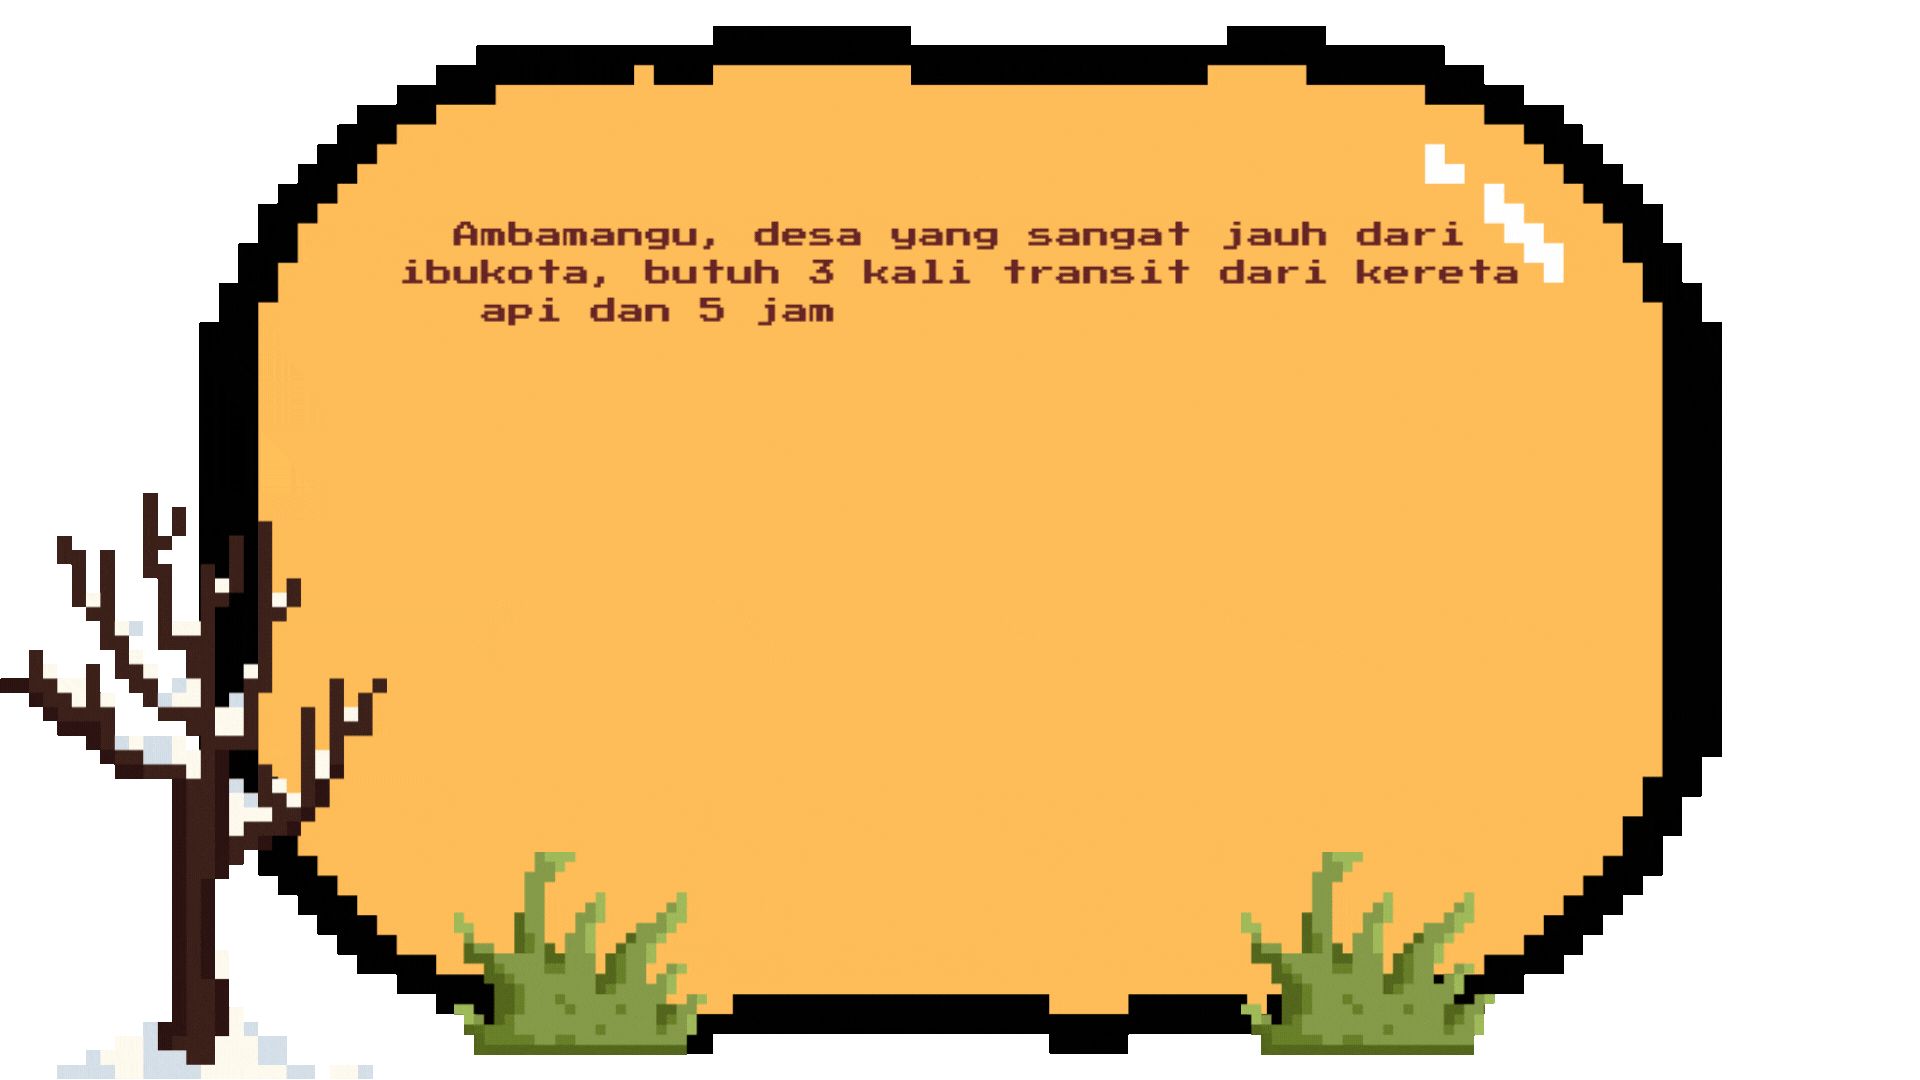 Ambamangu, desa yang sangat jauh dari
ibukota, butuh 3 kali transit dari kereta
api dan 5 jam